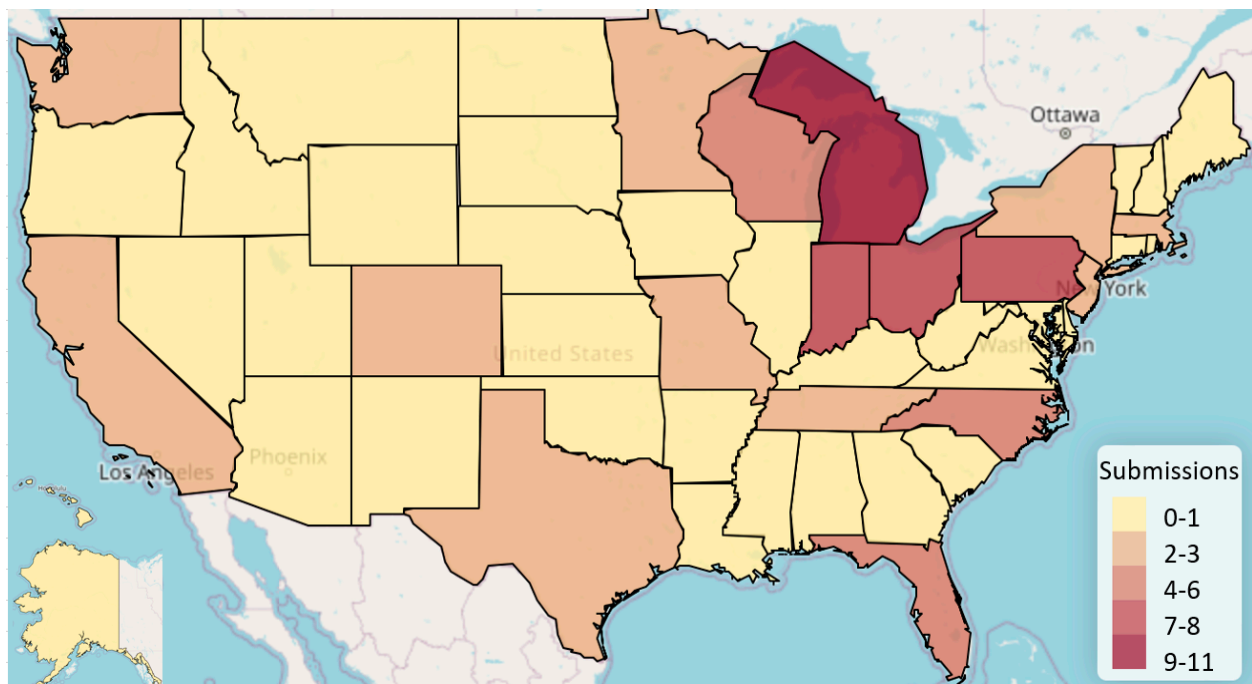 Ottawa
New York
United States
Washington
Phoenix
Los Angeles
Submissions
0-1
2-3
4-6
7-8
9-11